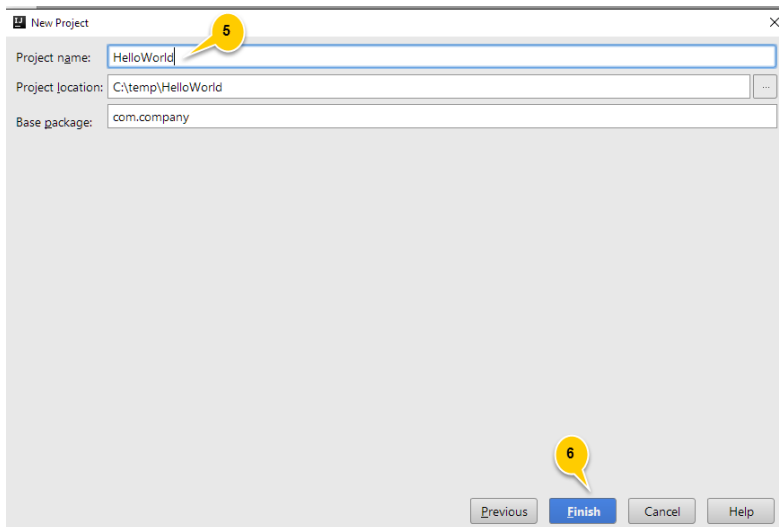 New Project
5
Project name: HelloWorld
Project location: C:\temp\HelloWorld ...
Base package: com.company
6
Previous Finish Cancel Help